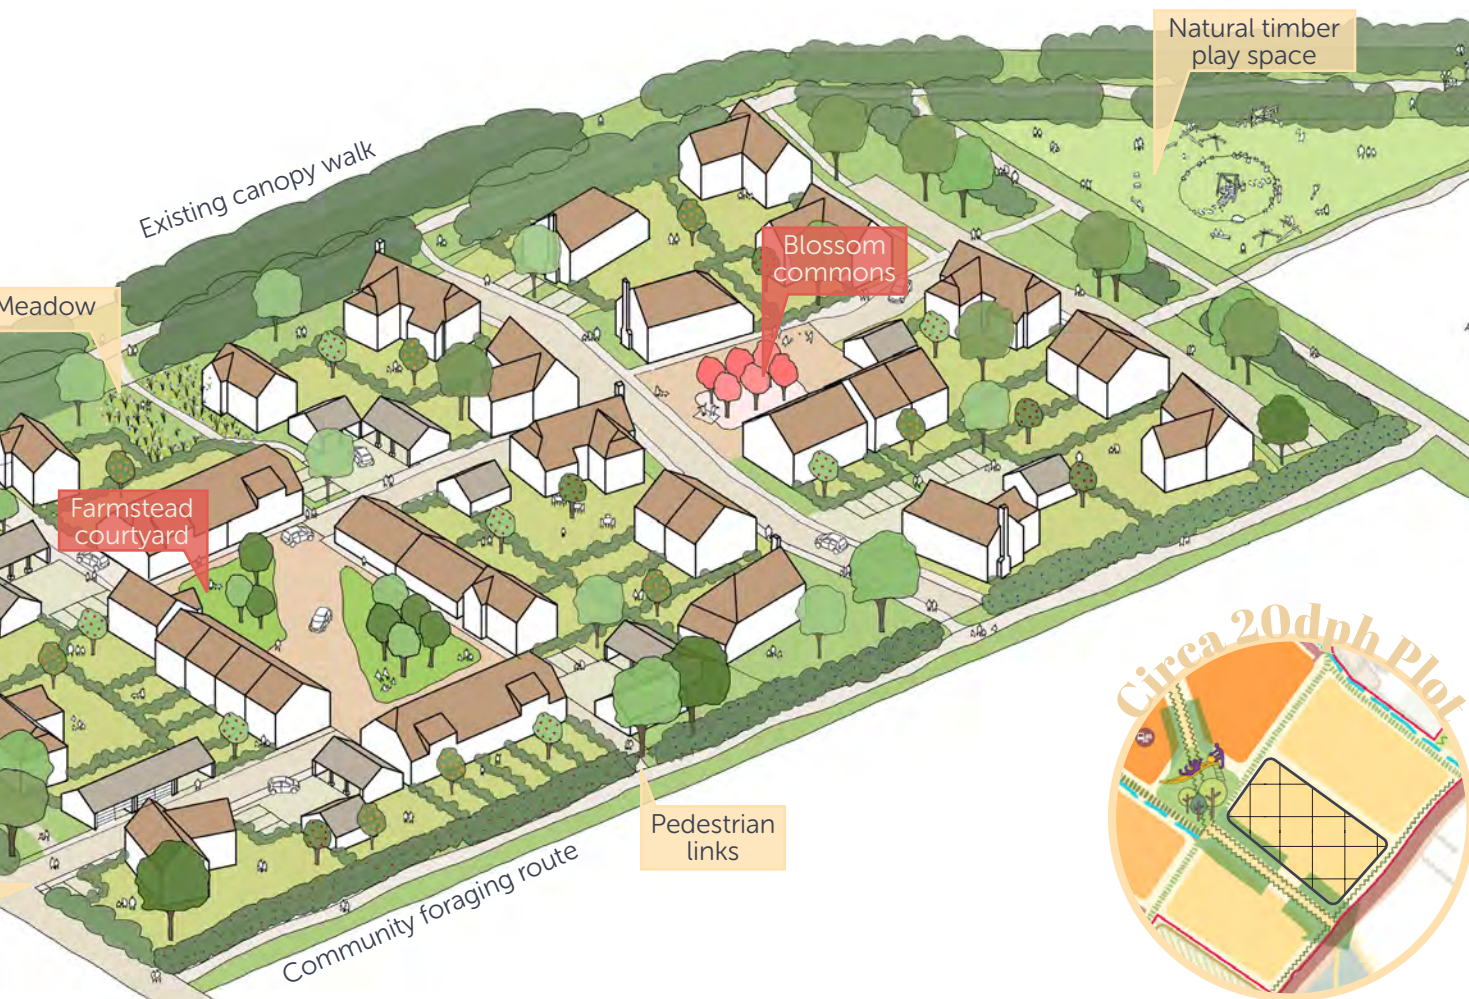 Natural timber
play space
Existing canopy walk
Blossom
commons
Meadow
Farmstead
courtyard
Circa 20dph Plot
Pedestrian
links
Community foraging route